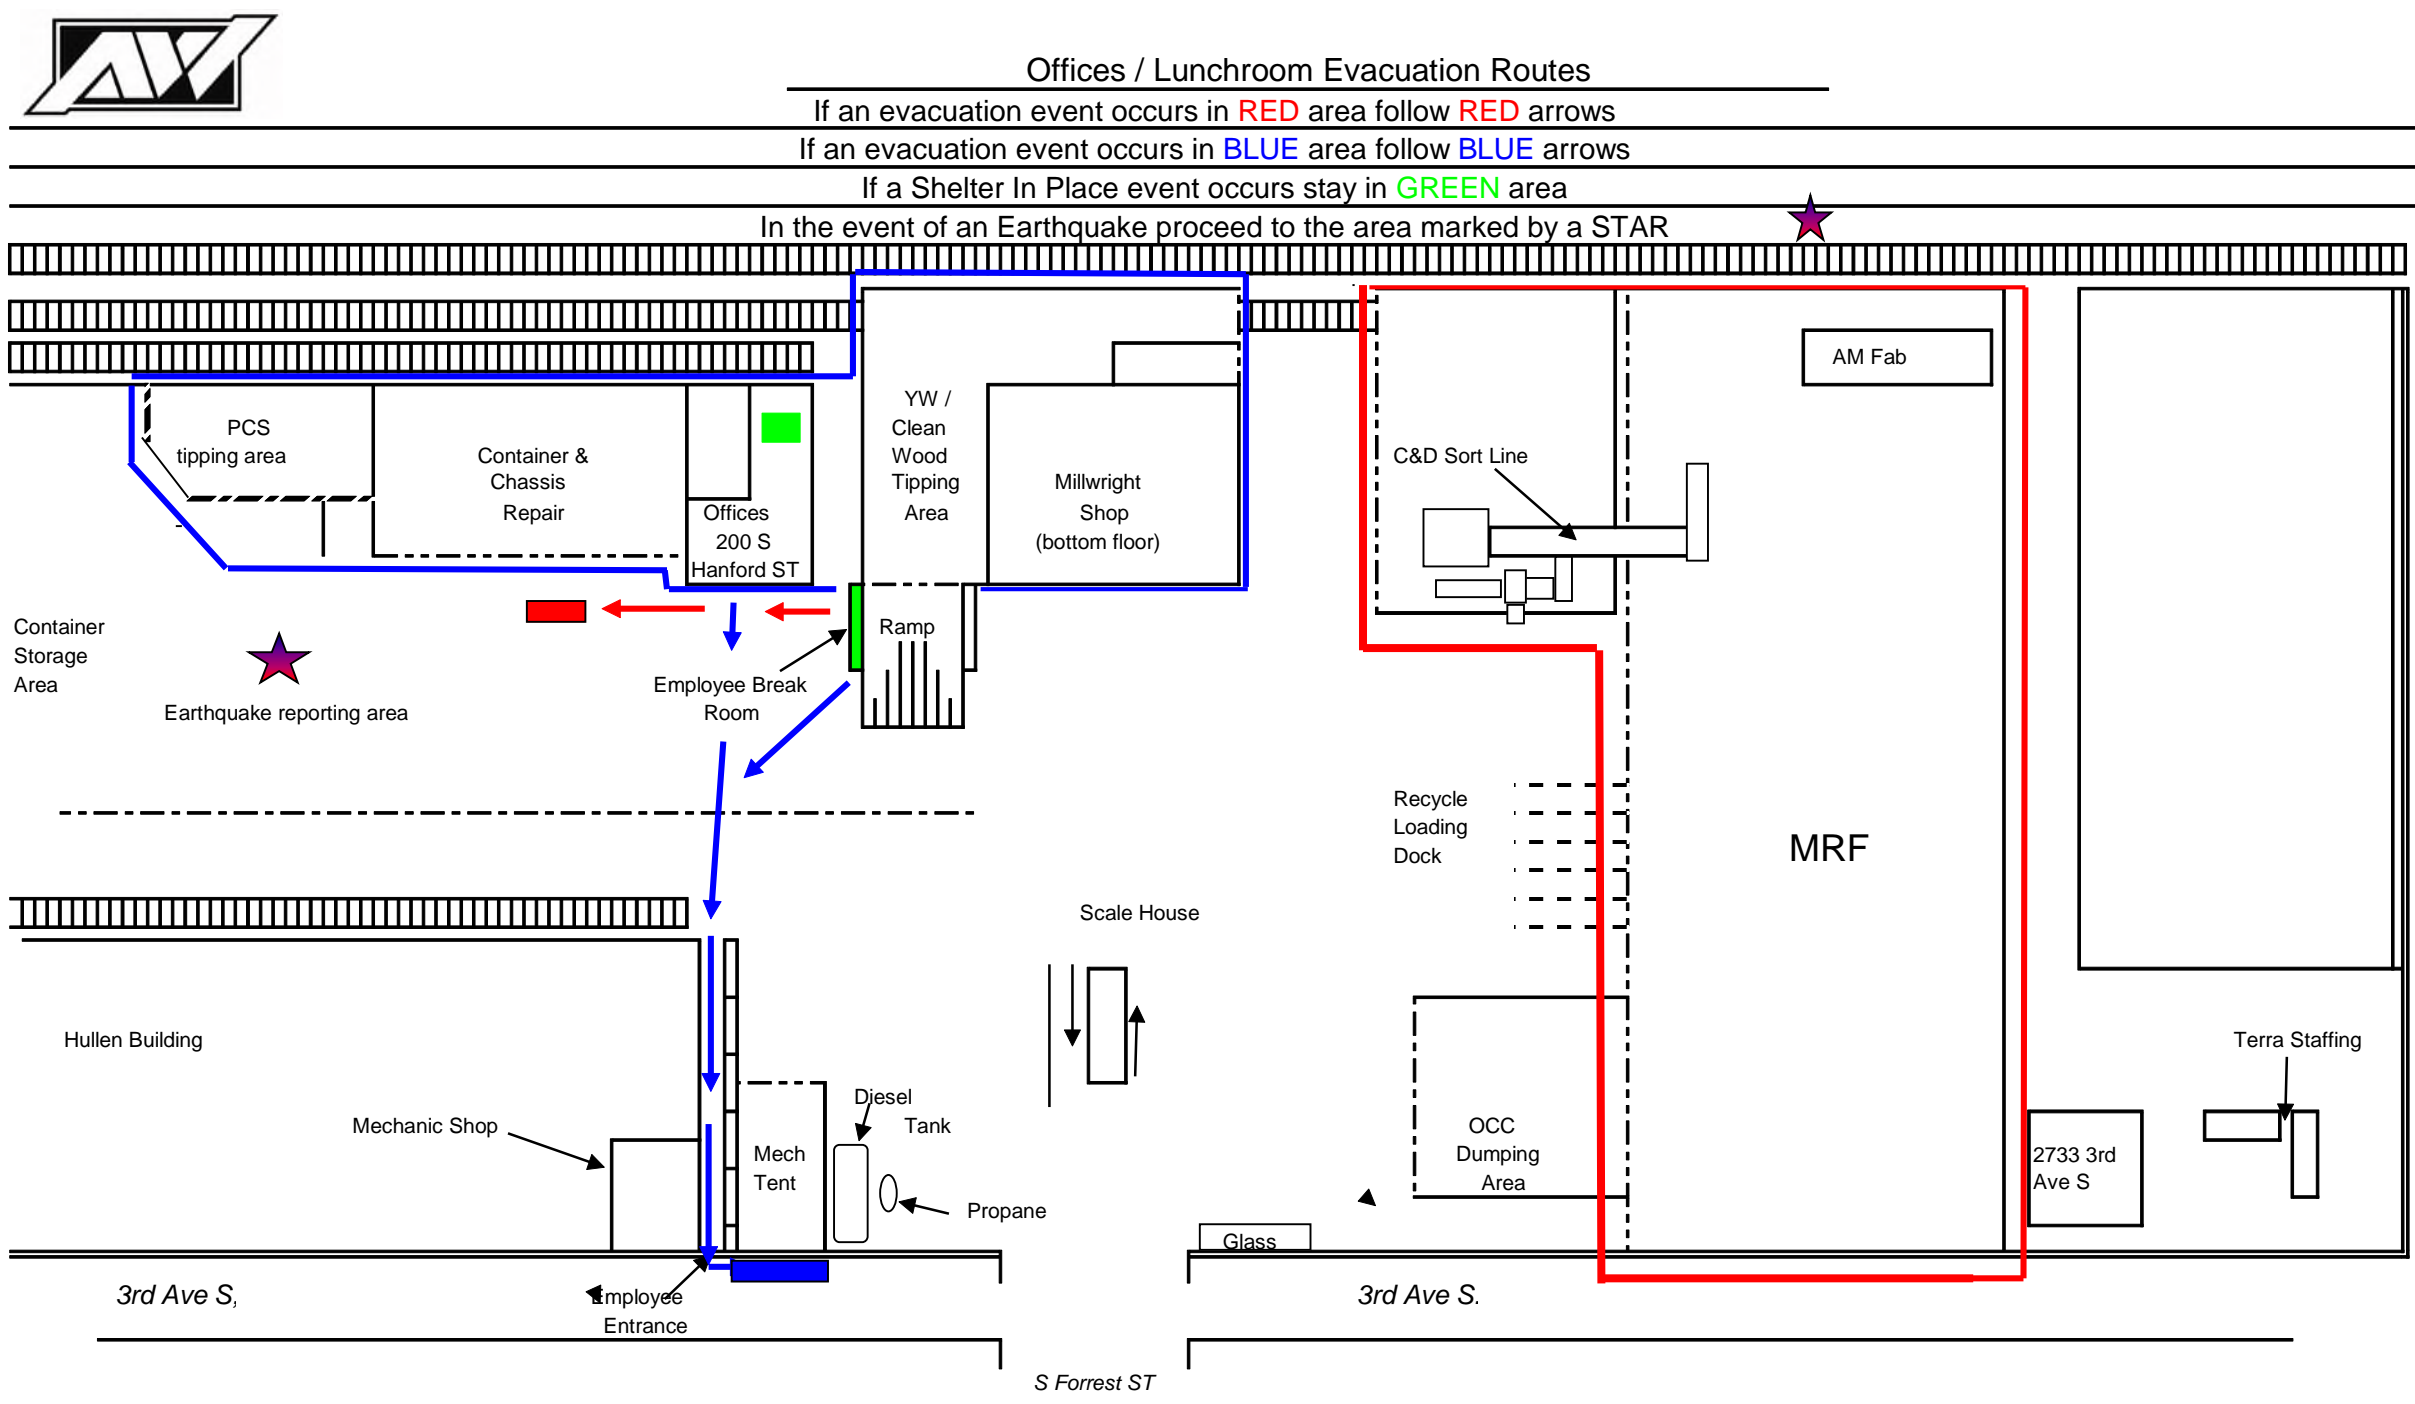 AW
Offices / Lunchroom Evacuation Routes
If an evacuation event occurs in RED area follow RED arrows
If an evacuation event occurs in BLUE area follow BLUE arrows
If a Shelter In Place event occurs stay in GREEN area
In the event of an Earthquake proceed to the area marked by a STAR
AM Fab
PCS
tipping area
Container &
Chassis
Repair
Offices
200 S
Hanford ST
YW /
Clean
Wood
Tipping
Area
Millwright
Shop
(bottom floor)
C&D Sort Line
Container
Storage
Area
Earthquake reporting area
Employee Break
Room
Ramp
Recycle
Loading
Dock
MRF
Scale House
Hullen Building
Mechanic Shop
Mech
Tent
Diesel
Tank
Propane
OCC
Dumping
Area
Glass
Terra Staffing
2733 3rd
Ave S
3rd Ave S,
Employee
Entrance
3rd Ave S.
S Forrest ST